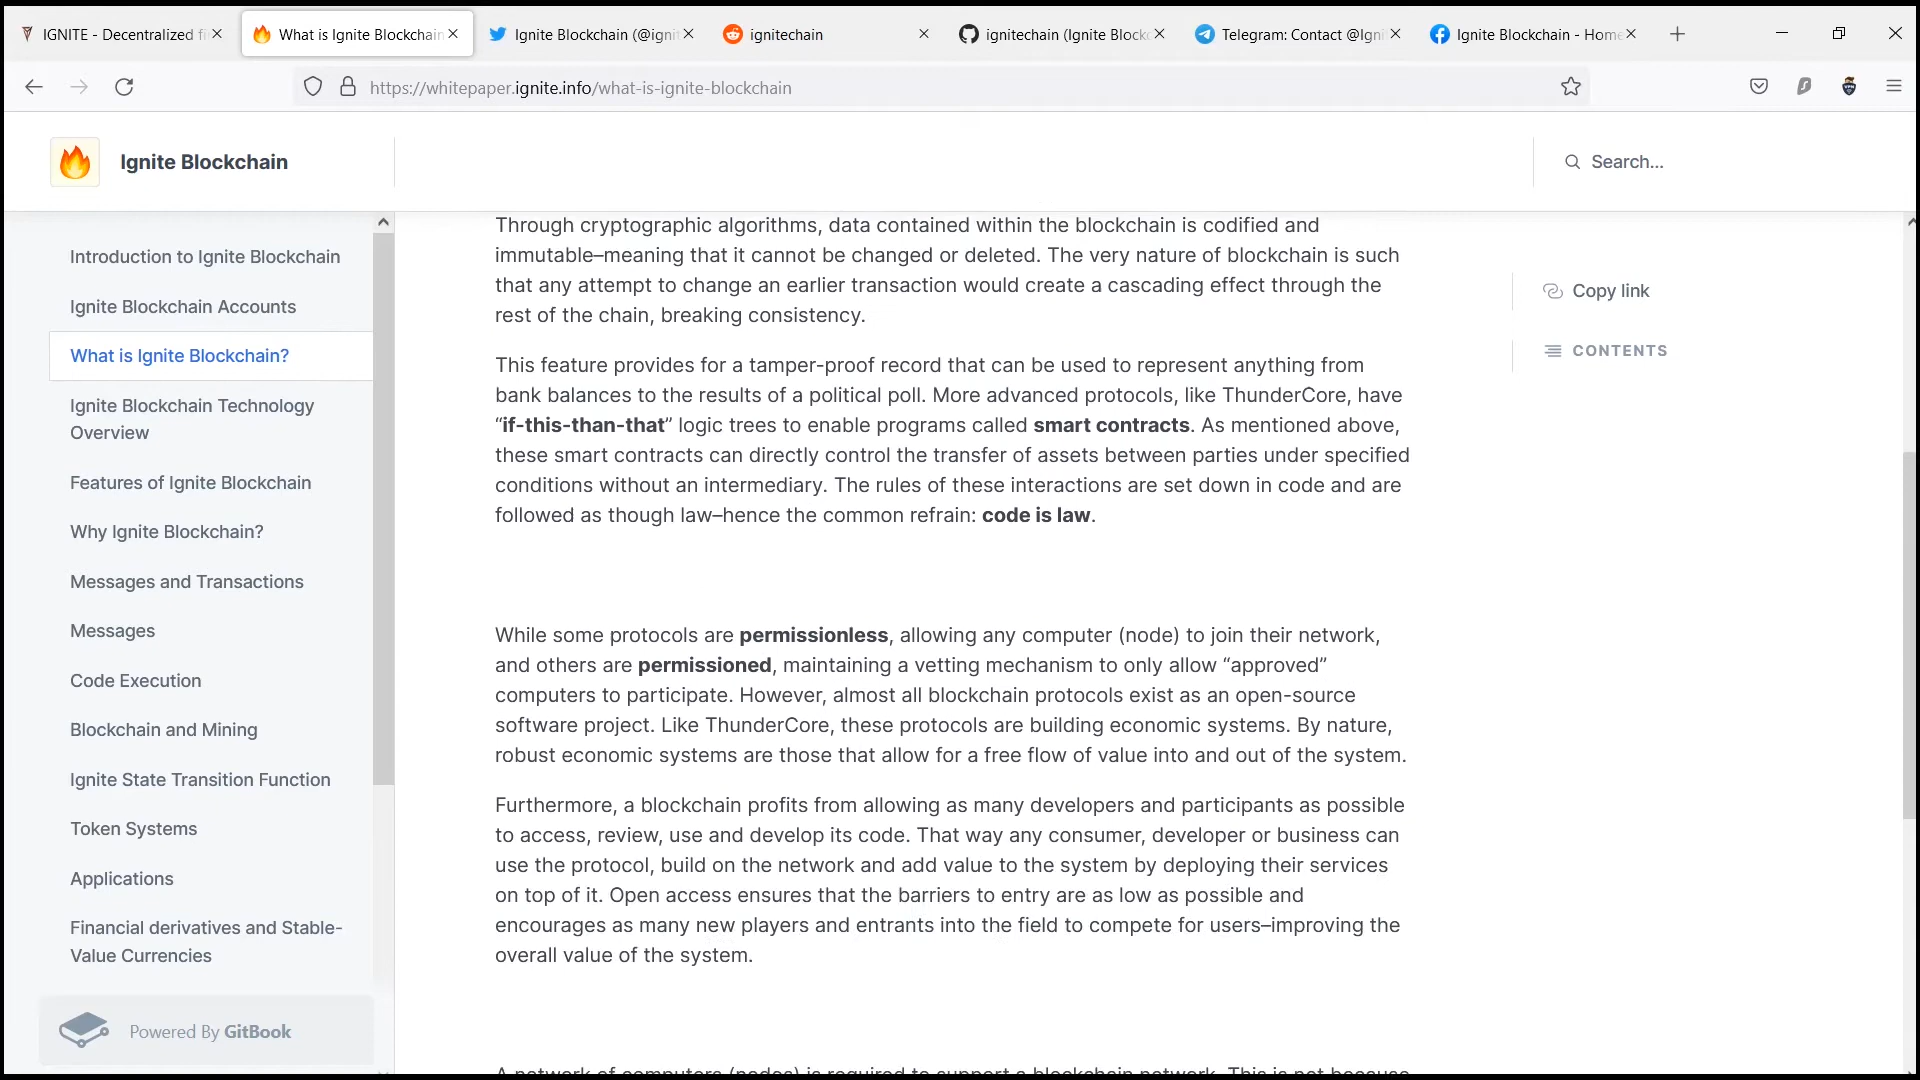 IGNITE - Decentralized fi
What is Ignite Blockchain
Ignite Blockchain (@ignit
ignitechain
ignitechain (Ignite Blockc
Telegram: Contact @Igni
Ignite Blockchain - Home
https://whitepaper.ignite.info/what-is-ignite-blockchain
Ignite Blockchain
Search...
Introduction to Ignite Blockchain
Ignite Blockchain Accounts
What is Ignite Blockchain?
Ignite Blockchain Technology
Overview
Features of Ignite Blockchain
Why Ignite Blockchain?
Messages and Transactions
Messages
Code Execution
Blockchain and Mining
Ignite State Transition Function
Token Systems
Applications
Financial derivatives and Stable-
Value Currencies
Powered By GitBook
Through cryptographic algorithms, data contained within the blockchain is codified and
immutable–meaning that it cannot be changed or deleted. The very nature of blockchain is such
that any attempt to change an earlier transaction would create a cascading effect through the
rest of the chain, breaking consistency.
This feature provides for a tamper-proof record that can be used to represent anything from
bank balances to the results of a political poll. More advanced protocols, like ThunderCore, have
“if-this-than-that” logic trees to enable programs called smart contracts. As mentioned above,
these smart contracts can directly control the transfer of assets between parties under specified
conditions without an intermediary. The rules of these interactions are set down in code and are
followed as though law–hence the common refrain: code is law.
While some protocols are permissionless, allowing any computer (node) to join their network,
and others are permissioned, maintaining a vetting mechanism to only allow “approved”
computers to participate. However, almost all blockchain protocols exist as an open-source
software project. Like ThunderCore, these protocols are building economic systems. By nature,
robust economic systems are those that allow for a free flow of value into and out of the system.
Furthermore, a blockchain profits from allowing as many developers and participants as possible
to access, review, use and develop its code. That way any consumer, developer or business can
use the protocol, build on the network and add value to the system by deploying their services
on top of it. Open access ensures that the barriers to entry are as low as possible and
encourages as many new players and entrants into the field to compete for users–improving the
overall value of the system.
A network of computers (nodes) is required to support a blockchain network. This is not because
Copy link
CONTENTS